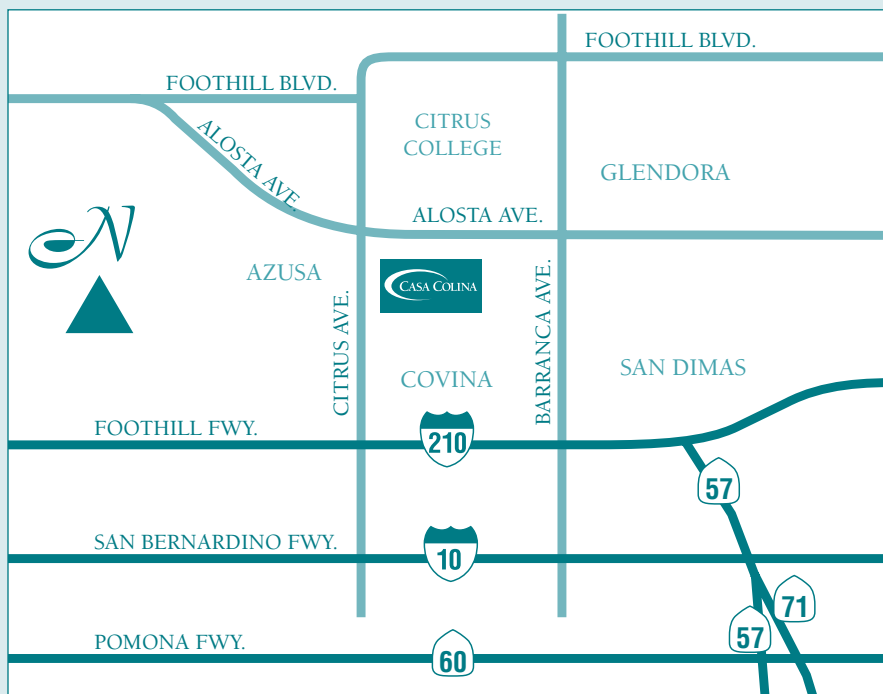 FOOTHILL BLVD.
FOOTHILL BLVD.
CITRUS
COLLEGE
ALOSTA AVE.
GLENDORA
ALOSTA AVE.
N
AZUSA
CASA COLINA
CITRUS AVE.
BARRANCA AVE.
COVINA
SAN DIMAS
FOOTHILL FWY.
210
57
SAN BERNARDINO FWY.
10
71
57
POMONA FWY.
60